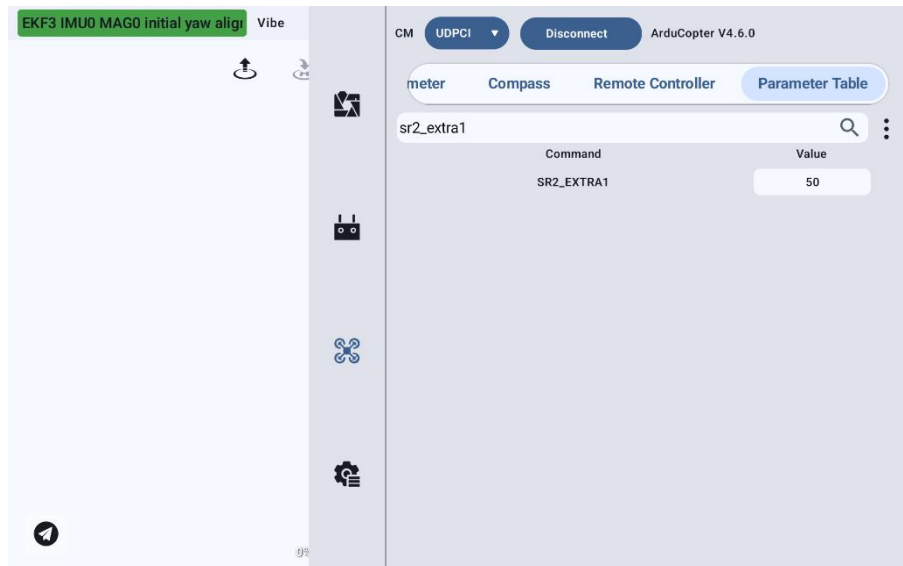 EKF3 IMU0 MAG0 initial yaw alig
Vibe
CM UDPCI Disconnect ArduCopter V4.6.0
meter Compass Remote Controller Parameter Table
sr2_extra1
Command Value
SR2_EXTRA1 50